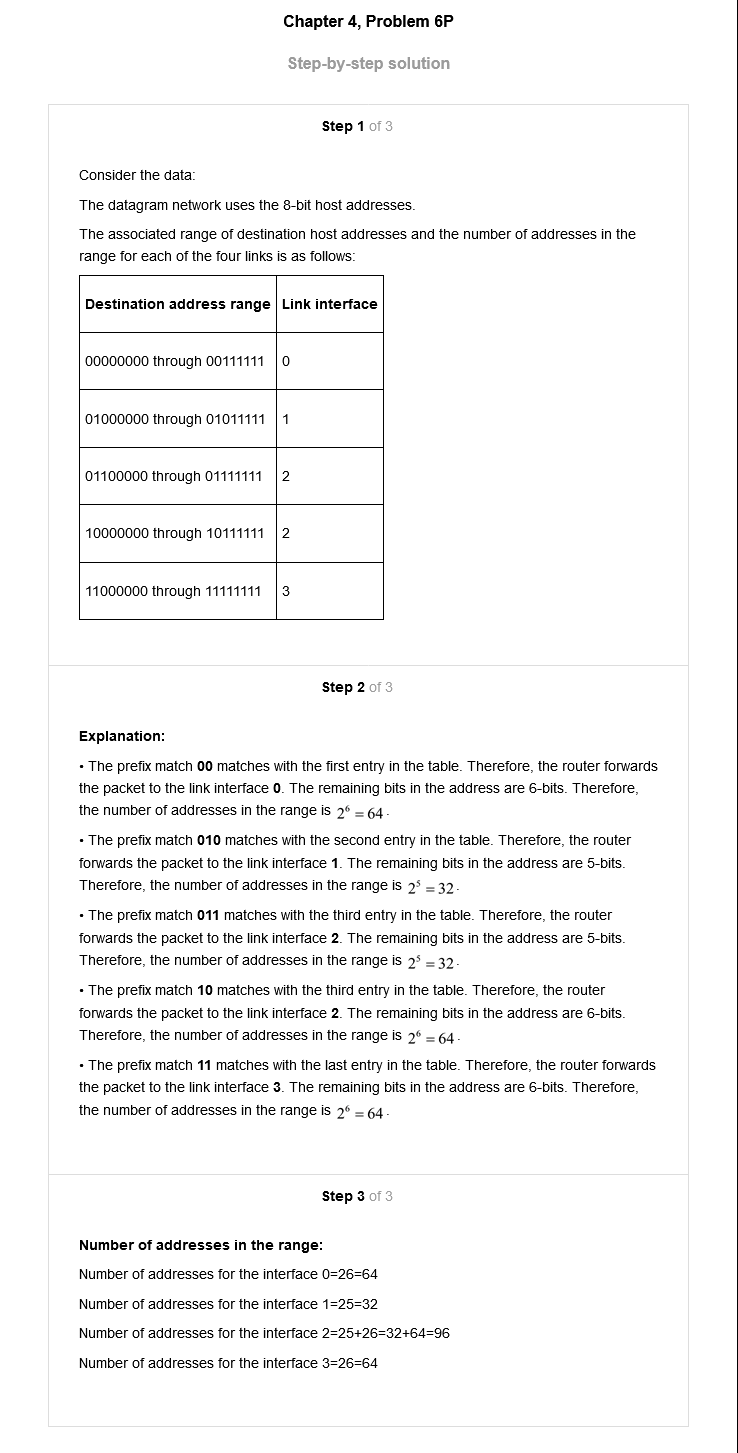 Chapter 4, Problem 6P
Step-by-step solution
Step 1 of 3
Consider the data:
The datagram network uses the 8-bit host addresses.
The associated range of destination host addresses and the number of addresses in the
range for each of the four links is as follows:
Destination address range Link interface
00000000 through 00111111 0
01000000 through 01011111 1
01100000 through 01111111 2
10000000 through 10111111 2
11000000 through 11111111 3
Step 2 of 3
Explanation:
• The prefix match 00 matches with the first entry in the table. Therefore, the router forwards
the packet to the link interface 0. The remaining bits in the address are 6-bits. Therefore,
the number of addresses in the range is 2⁶ = 64.
• The prefix match 010 matches with the second entry in the table. Therefore, the router
forwards the packet to the link interface 1. The remaining bits in the address are 5-bits.
Therefore, the number of addresses in the range is 2⁵ = 32.
• The prefix match 011 matches with the third entry in the table. Therefore, the router
forwards the packet to the link interface 2. The remaining bits in the address are 5-bits.
Therefore, the number of addresses in the range is 2⁵ = 32.
• The prefix match 10 matches with the third entry in the table. Therefore, the router
forwards the packet to the link interface 2. The remaining bits in the address are 6-bits.
Therefore, the number of addresses in the range is 2⁶ = 64.
• The prefix match 11 matches with the last entry in the table. Therefore, the router forwards
the packet to the link interface 3. The remaining bits in the address are 6-bits. Therefore,
the number of addresses in the range is 2⁶ = 64.
Step 3 of 3
Number of addresses in the range:
Number of addresses for the interface 0=26=64
Number of addresses for the interface 1=25=32
Number of addresses for the interface 2=25+26=32+64=96
Number of addresses for the interface 3=26=64